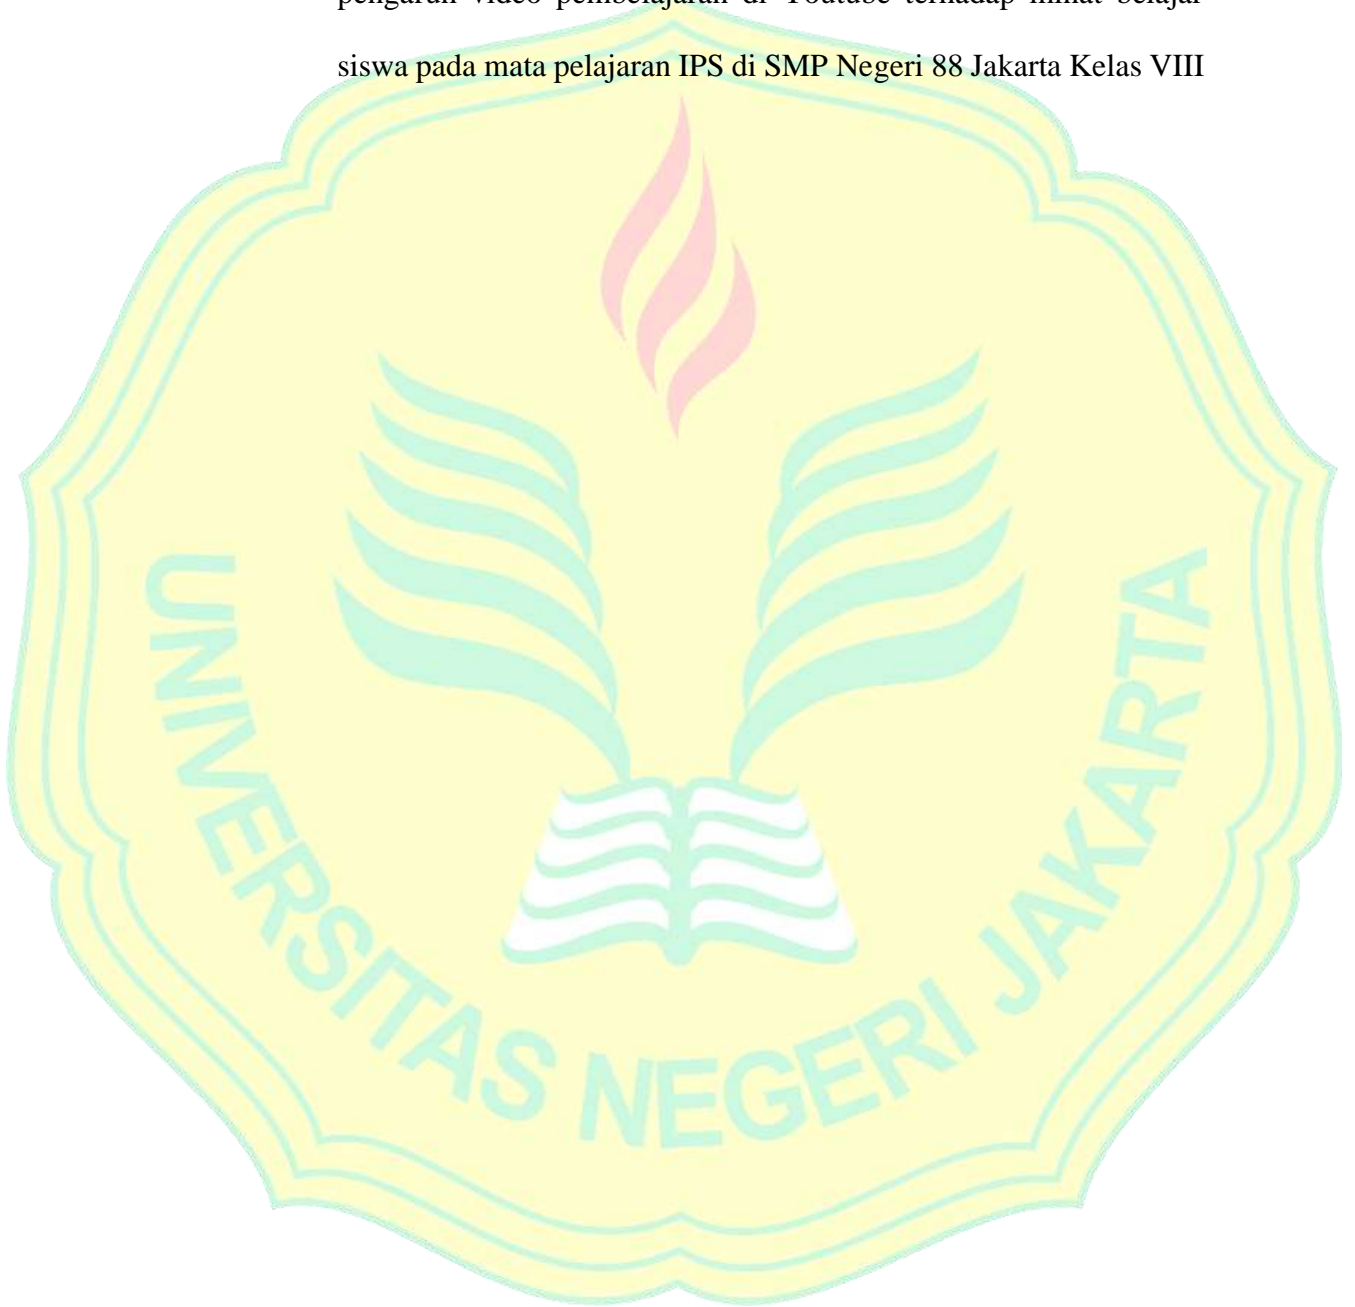 pengaruh video pembelajaran di Youtube terhadap minat belajar
siswa pada mata pelajaran IPS di SMP Negeri 88 Jakarta Kelas VIII
UNIVERSITAS NEGERI JAKARTA